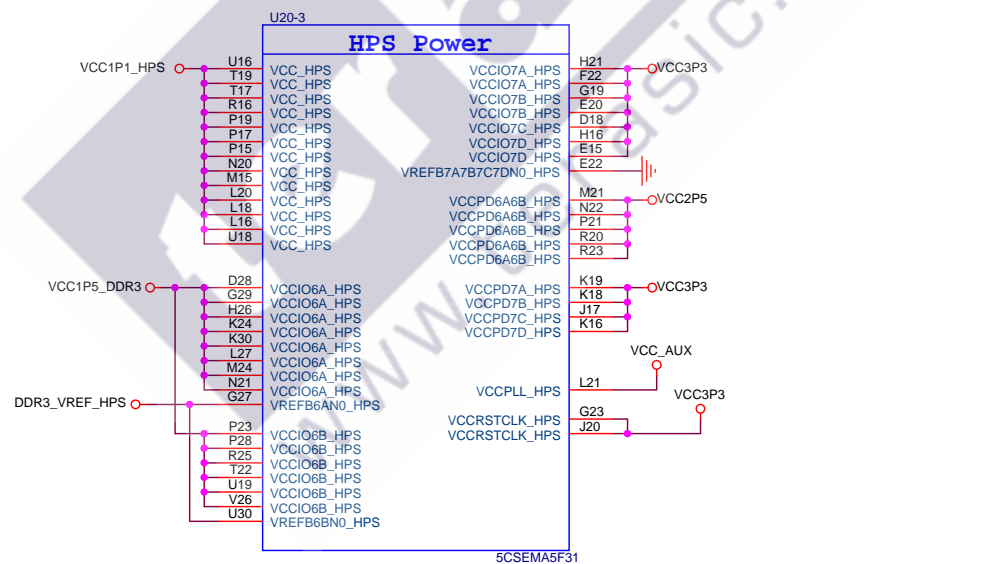 U20-3
HPS Power
VCC1P1_HPS
U16 VCC_HPS
T19 VCC_HPS
T17 VCC_HPS
R16 VCC_HPS
P19 VCC_HPS
P17 VCC_HPS
P15 VCC_HPS
N20 VCC_HPS
M15 VCC_HPS
L20 VCC_HPS
L18 VCC_HPS
L16 VCC_HPS
U18 VCC_HPS
VCC1P5_DDR3
D28 VCCIO6A_HPS
G29 VCCIO6A_HPS
H26 VCCIO6A_HPS
K24 VCCIO6A_HPS
K30 VCCIO6A_HPS
L27 VCCIO6A_HPS
M24 VCCIO6A_HPS
N21 VCCIO6A_HPS
DDR3_VREF_HPS
G27 VREFB6AN0_HPS
P23 VCCIO6B_HPS
P28 VCCIO6B_HPS
R25 VCCIO6B_HPS
T22 VCCIO6B_HPS
U19 VCCIO6B_HPS
V26 VCCIO6B_HPS
U30 VREFB6BN0_HPS
VCCIO7A_HPS H21 VCC3P3
VCCIO7A_HPS F22
VCCIO7B_HPS G19
VCCIO7B_HPS E20
VCCIO7C_HPS D18
VCCIO7D_HPS H16
VCCIO7D_HPS E15
VREFB7A7B7C7DN0_HPS E22
VCCPD6A6B_HPS M21 VCC2P5
VCCPD6A6B_HPS N22
VCCPD6A6B_HPS P21
VCCPD6A6B_HPS R20
VCCPD6A6B_HPS R23
VCCPD7A_HPS K19 VCC3P3
VCCPD7B_HPS K18
VCCPD7C_HPS J17
VCCPD7D_HPS K16
VCC_AUX
VCCPLL_HPS L21
VCC3P3
VCCRSTCLK_HPS G23
VCCRSTCLK_HPS J20
5CSEMA5F31
www.terasic.